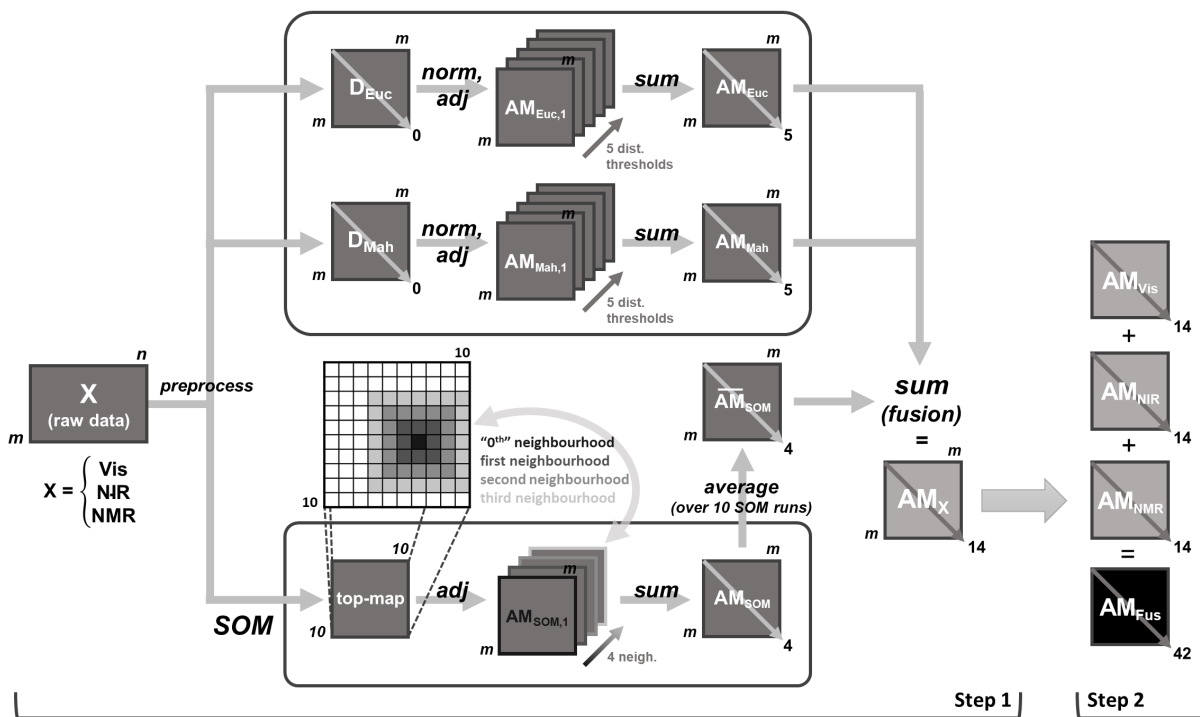 m
D_Euc
m
0
norm,
adj
m
AM_Euc,1
m
5 dist.
thresholds
sum
m
AM_Euc
m
5
m
D_Mah
m
0
norm,
adj
m
AM_Mah,1
m
5 dist.
thresholds
sum
m
AM_Mah
m
5
n
X
(raw data)
m
preprocess
X = {
Vis
NIR
NMR
10
10
"0th" neighbourhood
first neighbourhood
second neighbourhood
third neighbourhood
m
AM_SOM
m
4
average
(over 10 SOM runs)
sum
(fusion)
=
m
AM_X
m
14
SOM
10
top-map
10
adj
m
AM_SOM,1
m
4 neigh.
sum
m
AM_SOM
m
4
AM_Vis
14
+
AM_NIR
14
+
AM_NMR
14
=
AM_Fus
42
Step 1
Step 2